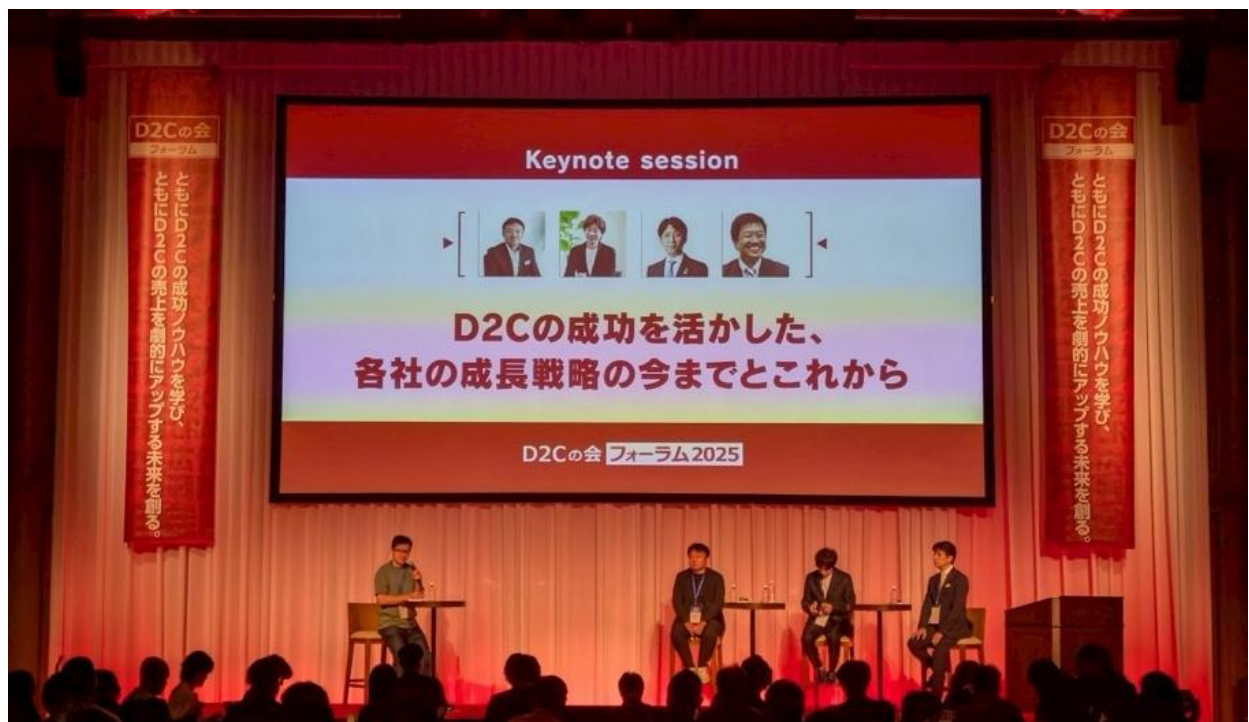 Keynote session
D2Cの成功を活かした、
各社の成長戦略の今までとこれから
D2Cの会 フォーラム2025
D2Cの会
フォーラム
ともにD2Cの成功ノウハウを学び、
ともにD2Cの売上を劇的にアップする未来を創る。
D2Cの会
フォーラム
ともにD2Cの成功ノウハウを学び、
ともにD2Cの売上を劇的にアップする未来を創る。